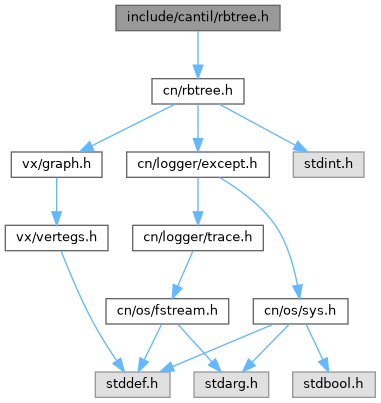 include/cantil/rbtree.h
cn/rbtree.h
vx/graph.h
cn/logger/except.h
stdint.h
vx/vertegs.h
cn/logger/trace.h
cn/os/fstream.h
cn/os/sys.h
stddef.h
stdarg.h
stdbool.h